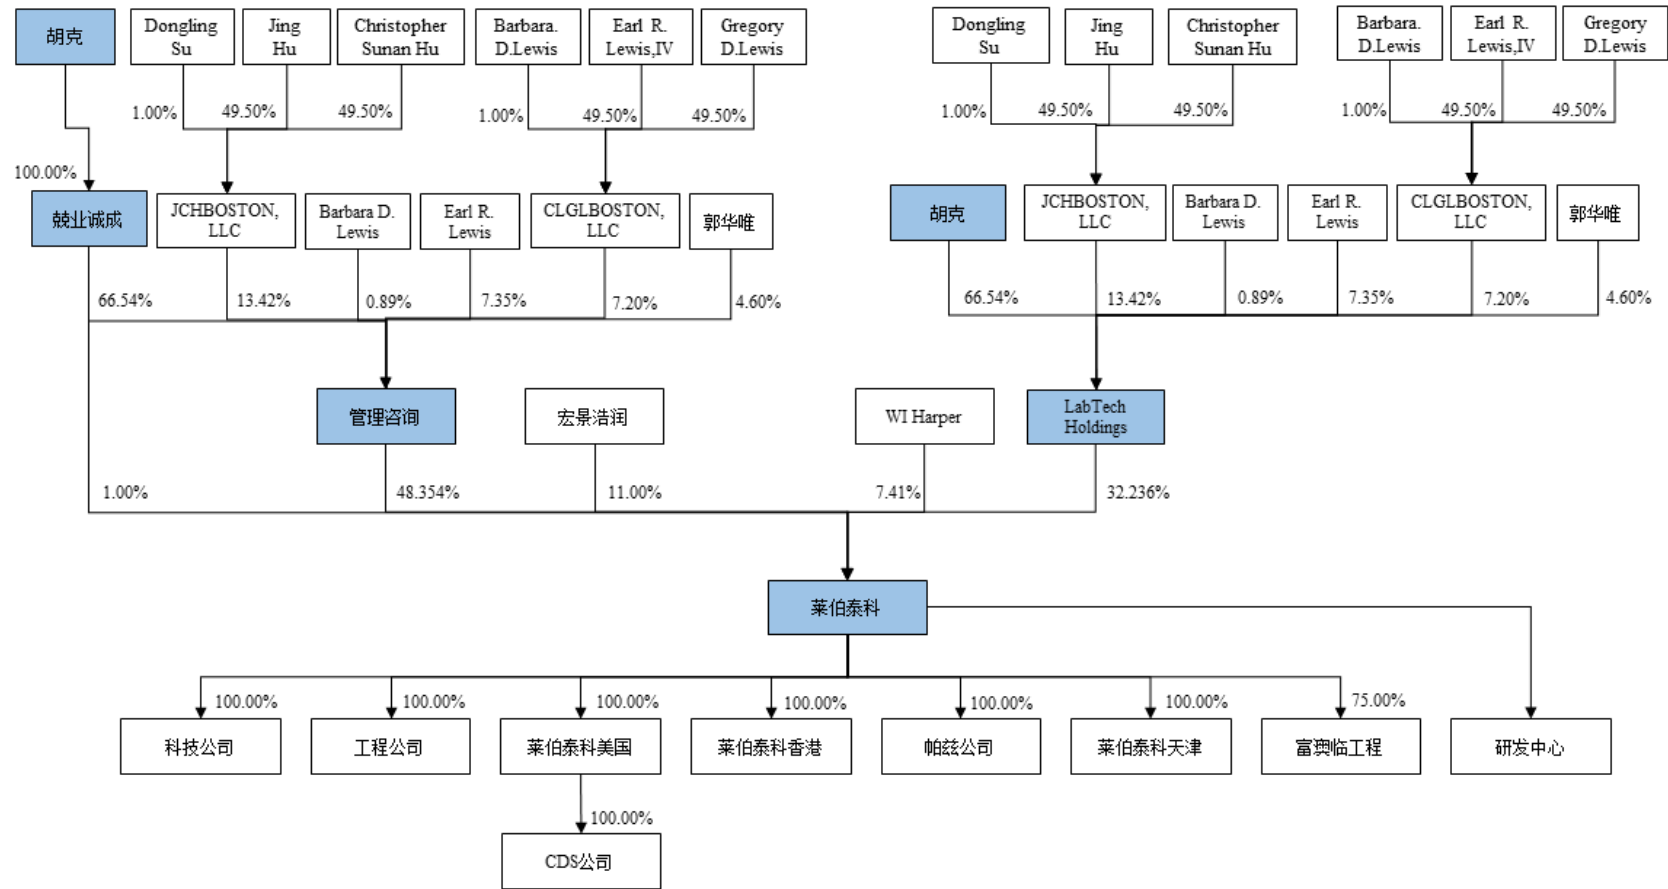 胡克
Dongling
Su
Jing
Hu
Christopher
Sunan Hu
Barbara.
D.Lewis
Earl R.
Lewis,IV
Gregory
D.Lewis
Dongling
Su
Jing
Hu
Christopher
Sunan Hu
Barbara.
D.Lewis
Earl R.
Lewis,IV
Gregory
D.Lewis
1.00%
49.50%
49.50%
1.00%
49.50%
49.50%
1.00%
49.50%
49.50%
1.00%
49.50%
49.50%
100.00%
兢业诚成
JCHBOSTON,
LLC
Barbara D.
Lewis
Earl R.
Lewis
CLGLBOSTON,
LLC
郭华唯
胡克
JCHBOSTON,
LLC
Barbara D.
Lewis
Earl R.
Lewis
CLGLBOSTON,
LLC
郭华唯
66.54%
13.42%
0.89%
7.35%
7.20%
4.60%
66.54%
13.42%
0.89%
7.35%
7.20%
4.60%
管理咨询
宏景浩润
WI Harper
LabTech
Holdings
1.00%
48.354%
11.00%
7.41%
32.236%
莱伯泰科
100.00%
100.00%
100.00%
100.00%
100.00%
100.00%
75.00%
科技公司
工程公司
莱伯泰科美国
莱伯泰科香港
帕兹公司
莱伯泰科天津
富澳临工程
研发中心
100.00%
CDS公司